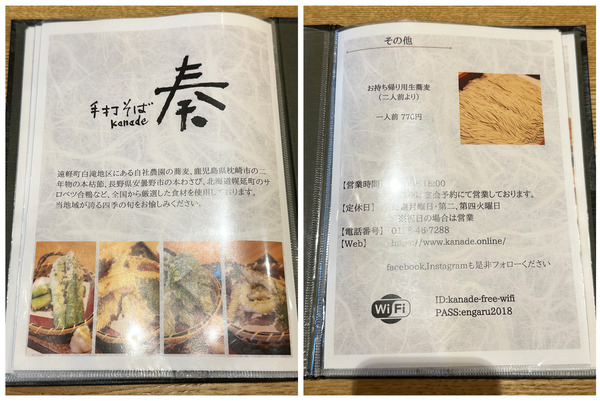 手打そば
kanade
奏
遠軽町白滝地区にある自社農園の蕎麦、鹿児島県枕崎市の二
年物の本枯節、長野県安曇野市の本わさび、北海道幌延町のサ
ロベツ合鴨など、全国から厳選した食材を使用しております。
当地域が誇る四季の旬をお愉しみください。
その他
お持ち帰り用生蕎麦
(二人前より)
一人前 770円
【営業時間】
宴会予約にて営業しております。
【定休日】 月曜日・第二、第四火曜日
祝日の場合は営業
【電話番号】 7288
【Web】 https://www.kanade.online/
facebook,Instagramも是非フォローください
WiFi
ID:kanade-free-wifi
PASS:engaru2018